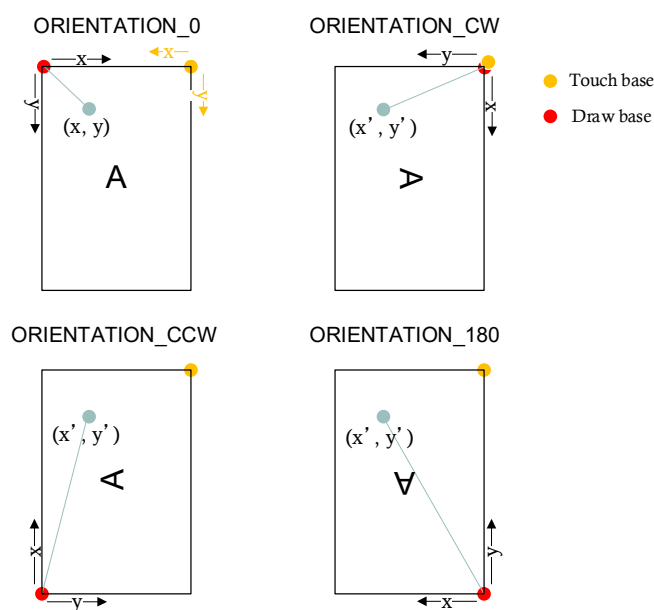 ORIENTATION_0
x
x
y
y
(x, y)
A
ORIENTATION_CW
y
x
(x', y')
A
Touch base
Draw base
ORIENTATION_CCW
(x', y')
A
x
y
ORIENTATION_180
(x', y')
A
y
x